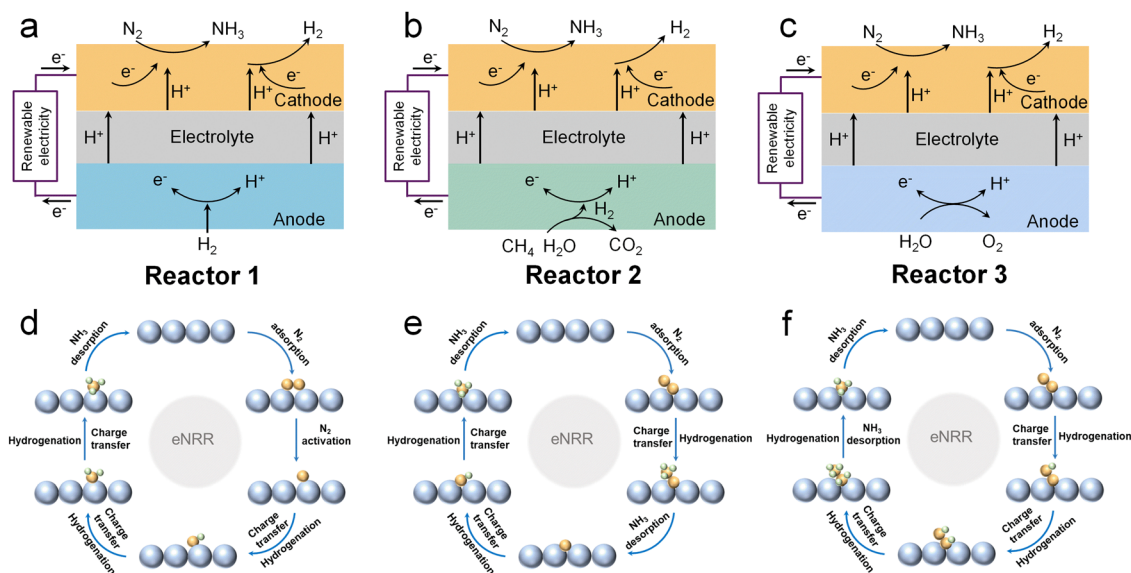 a
N₂
NH₃
H₂
e⁻
e⁻
e⁻
H⁺
H⁺
Cathode
Renewable
electricity
H⁺
Electrolyte
H⁺
e⁻
H⁺
e⁻
Anode
H₂
Reactor 1
b
N₂
NH₃
H₂
e⁻
e⁻
e⁻
H⁺
H⁺
Cathode
Renewable
electricity
H⁺
Electrolyte
H⁺
e⁻
H⁺
e⁻
H₂
Anode
CH₄ H₂O
CO₂
Reactor 2
c
N₂
NH₃
H₂
e⁻
e⁻
e⁻
H⁺
H⁺
Cathode
Renewable
electricity
H⁺
Electrolyte
H⁺
e⁻
H⁺
e⁻
Anode
H₂O
O₂
Reactor 3
d
NH₃
desorption
N₂
adsorption
Hydrogenation
Charge
transfer
eNRR
N₂
activation
Hydrogenation
Charge
transfer
Charge
transfer
Hydrogenation
e
NH₃
desorption
N₂
adsorption
Hydrogenation
Charge
transfer
eNRR
Charge
transfer
Hydrogenation
Hydrogenation
Charge
transfer
NH₃
desorption
f
NH₃
desorption
N₂
adsorption
Hydrogenation
NH₃
desorption
eNRR
Charge
transfer
Hydrogenation
Hydrogenation
Charge
transfer
Charge
transfer
Hydrogenation